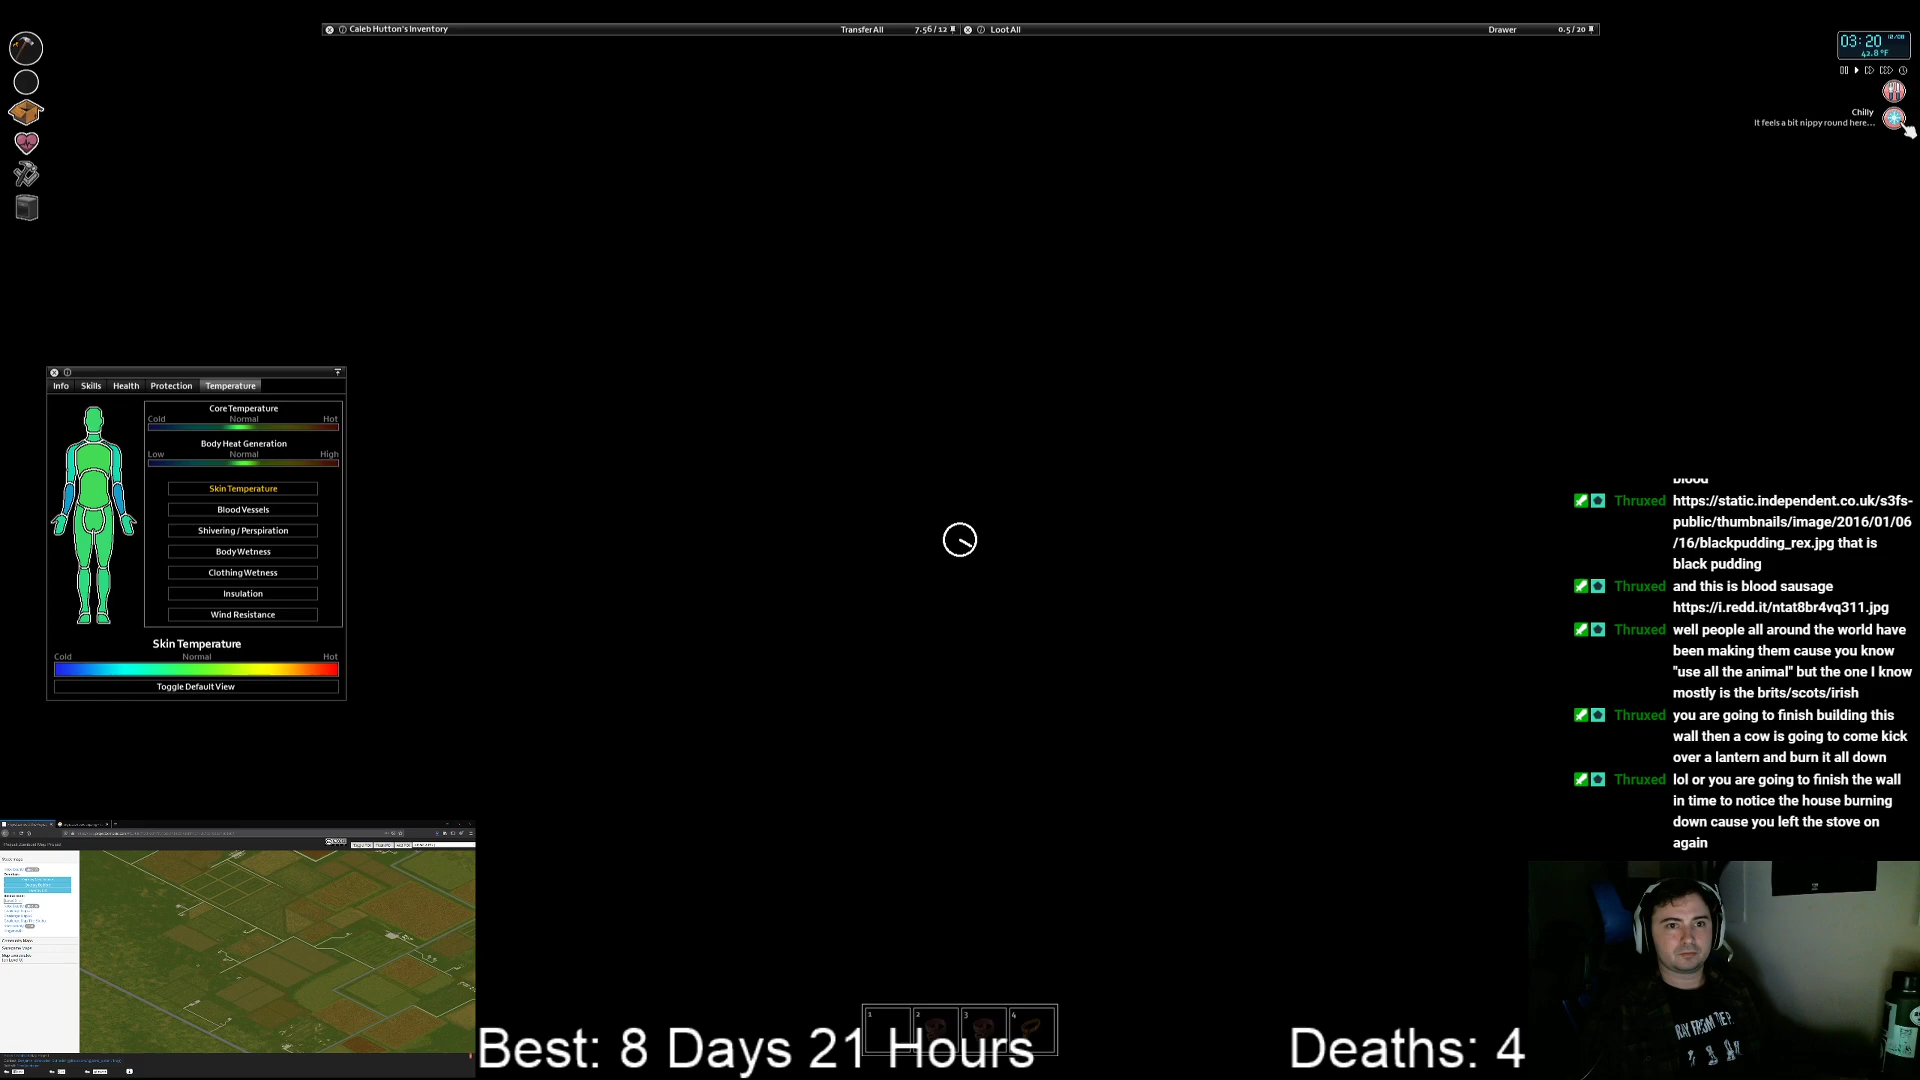 Caleb Hutton's Inventory
Transfer All
7.56 / 12
Loot All
Drawer
0.5 / 20
03:20
42.8 °F
Chilly
It feels a bit nippy round here...
Info Skills Health Protection Temperature
Core Temperature
Cold Normal Hot
Body Heat Generation
Low Normal High
Skin Temperature
Blood Vessels
Shivering / Perspiration
Body Wetness
Clothing Wetness
Insulation
Wind Resistance
Skin Temperature
Cold Normal Hot
Toggle Default View
blood
Thruxed https://static.independent.co.uk/s3fs-
public/thumbnails/image/2016/01/06
/16/blackpudding_rex.jpg that is
black pudding
Thruxed and this is blood sausage
https://i.redd.it/ntat8br4vq311.jpg
Thruxed well people all around the world have
been making them cause you know
"use all the animal" but the one I know
mostly is the brits/scots/irish
Thruxed you are going to finish building this
wall then a cow is going to come kick
over a lantern and burn it all down
Thruxed lol or you are going to finish the wall
in time to notice the house burning
down cause you left the stove on
again
1 2 3 4
Best: 8 Days 21 Hours
Deaths: 4